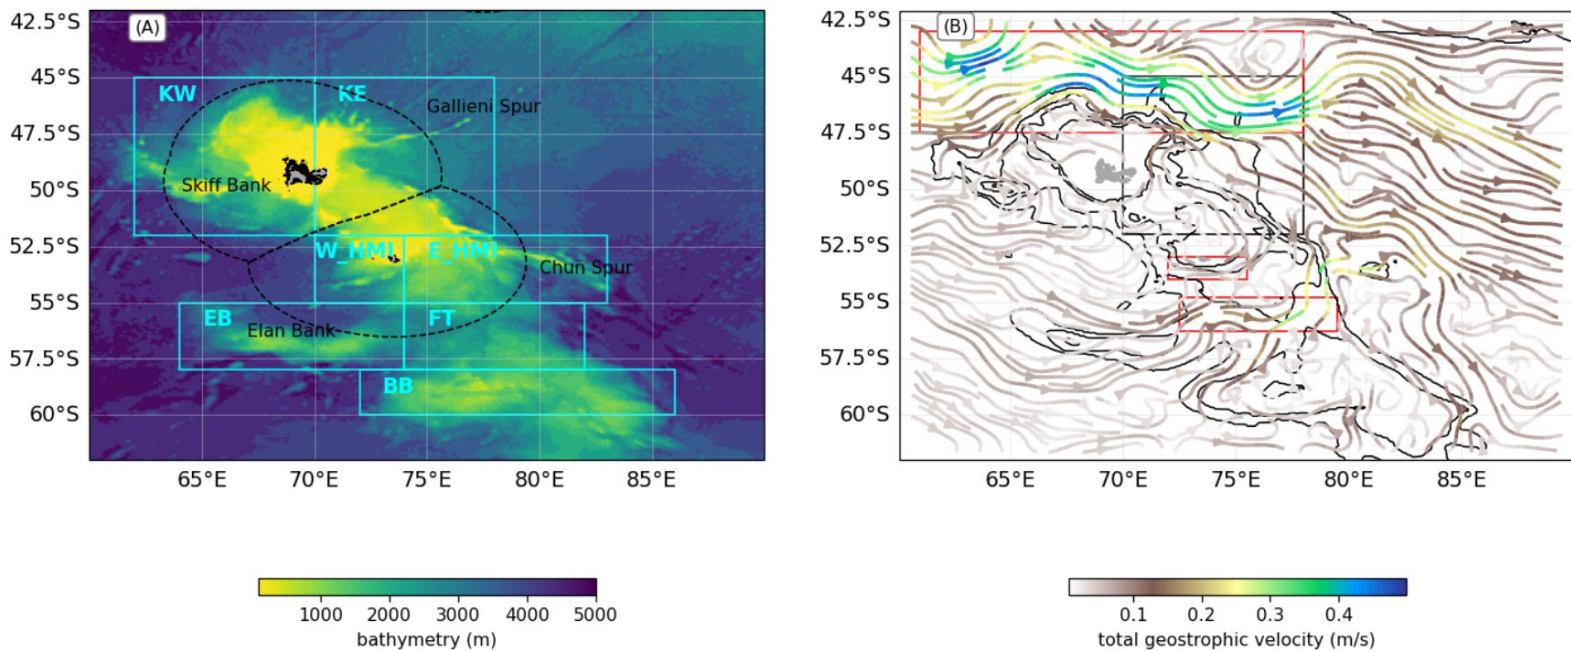 (A)
42.5°S
45°S
47.5°S
50°S
52.5°S
55°S
57.5°S
60°S
KW
KE
Gallieni Spur
Skiff Bank
W_HMI
E_HMI
Chun Spur
EB
Elan Bank
FT
BB
65°E
70°E
75°E
80°E
85°E
1000
2000
3000
4000
5000
bathymetry (m)
(B)
42.5°S
45°S
47.5°S
50°S
52.5°S
55°S
57.5°S
60°S
65°E
70°E
75°E
80°E
85°E
0.1
0.2
0.3
0.4
total geostrophic velocity (m/s)